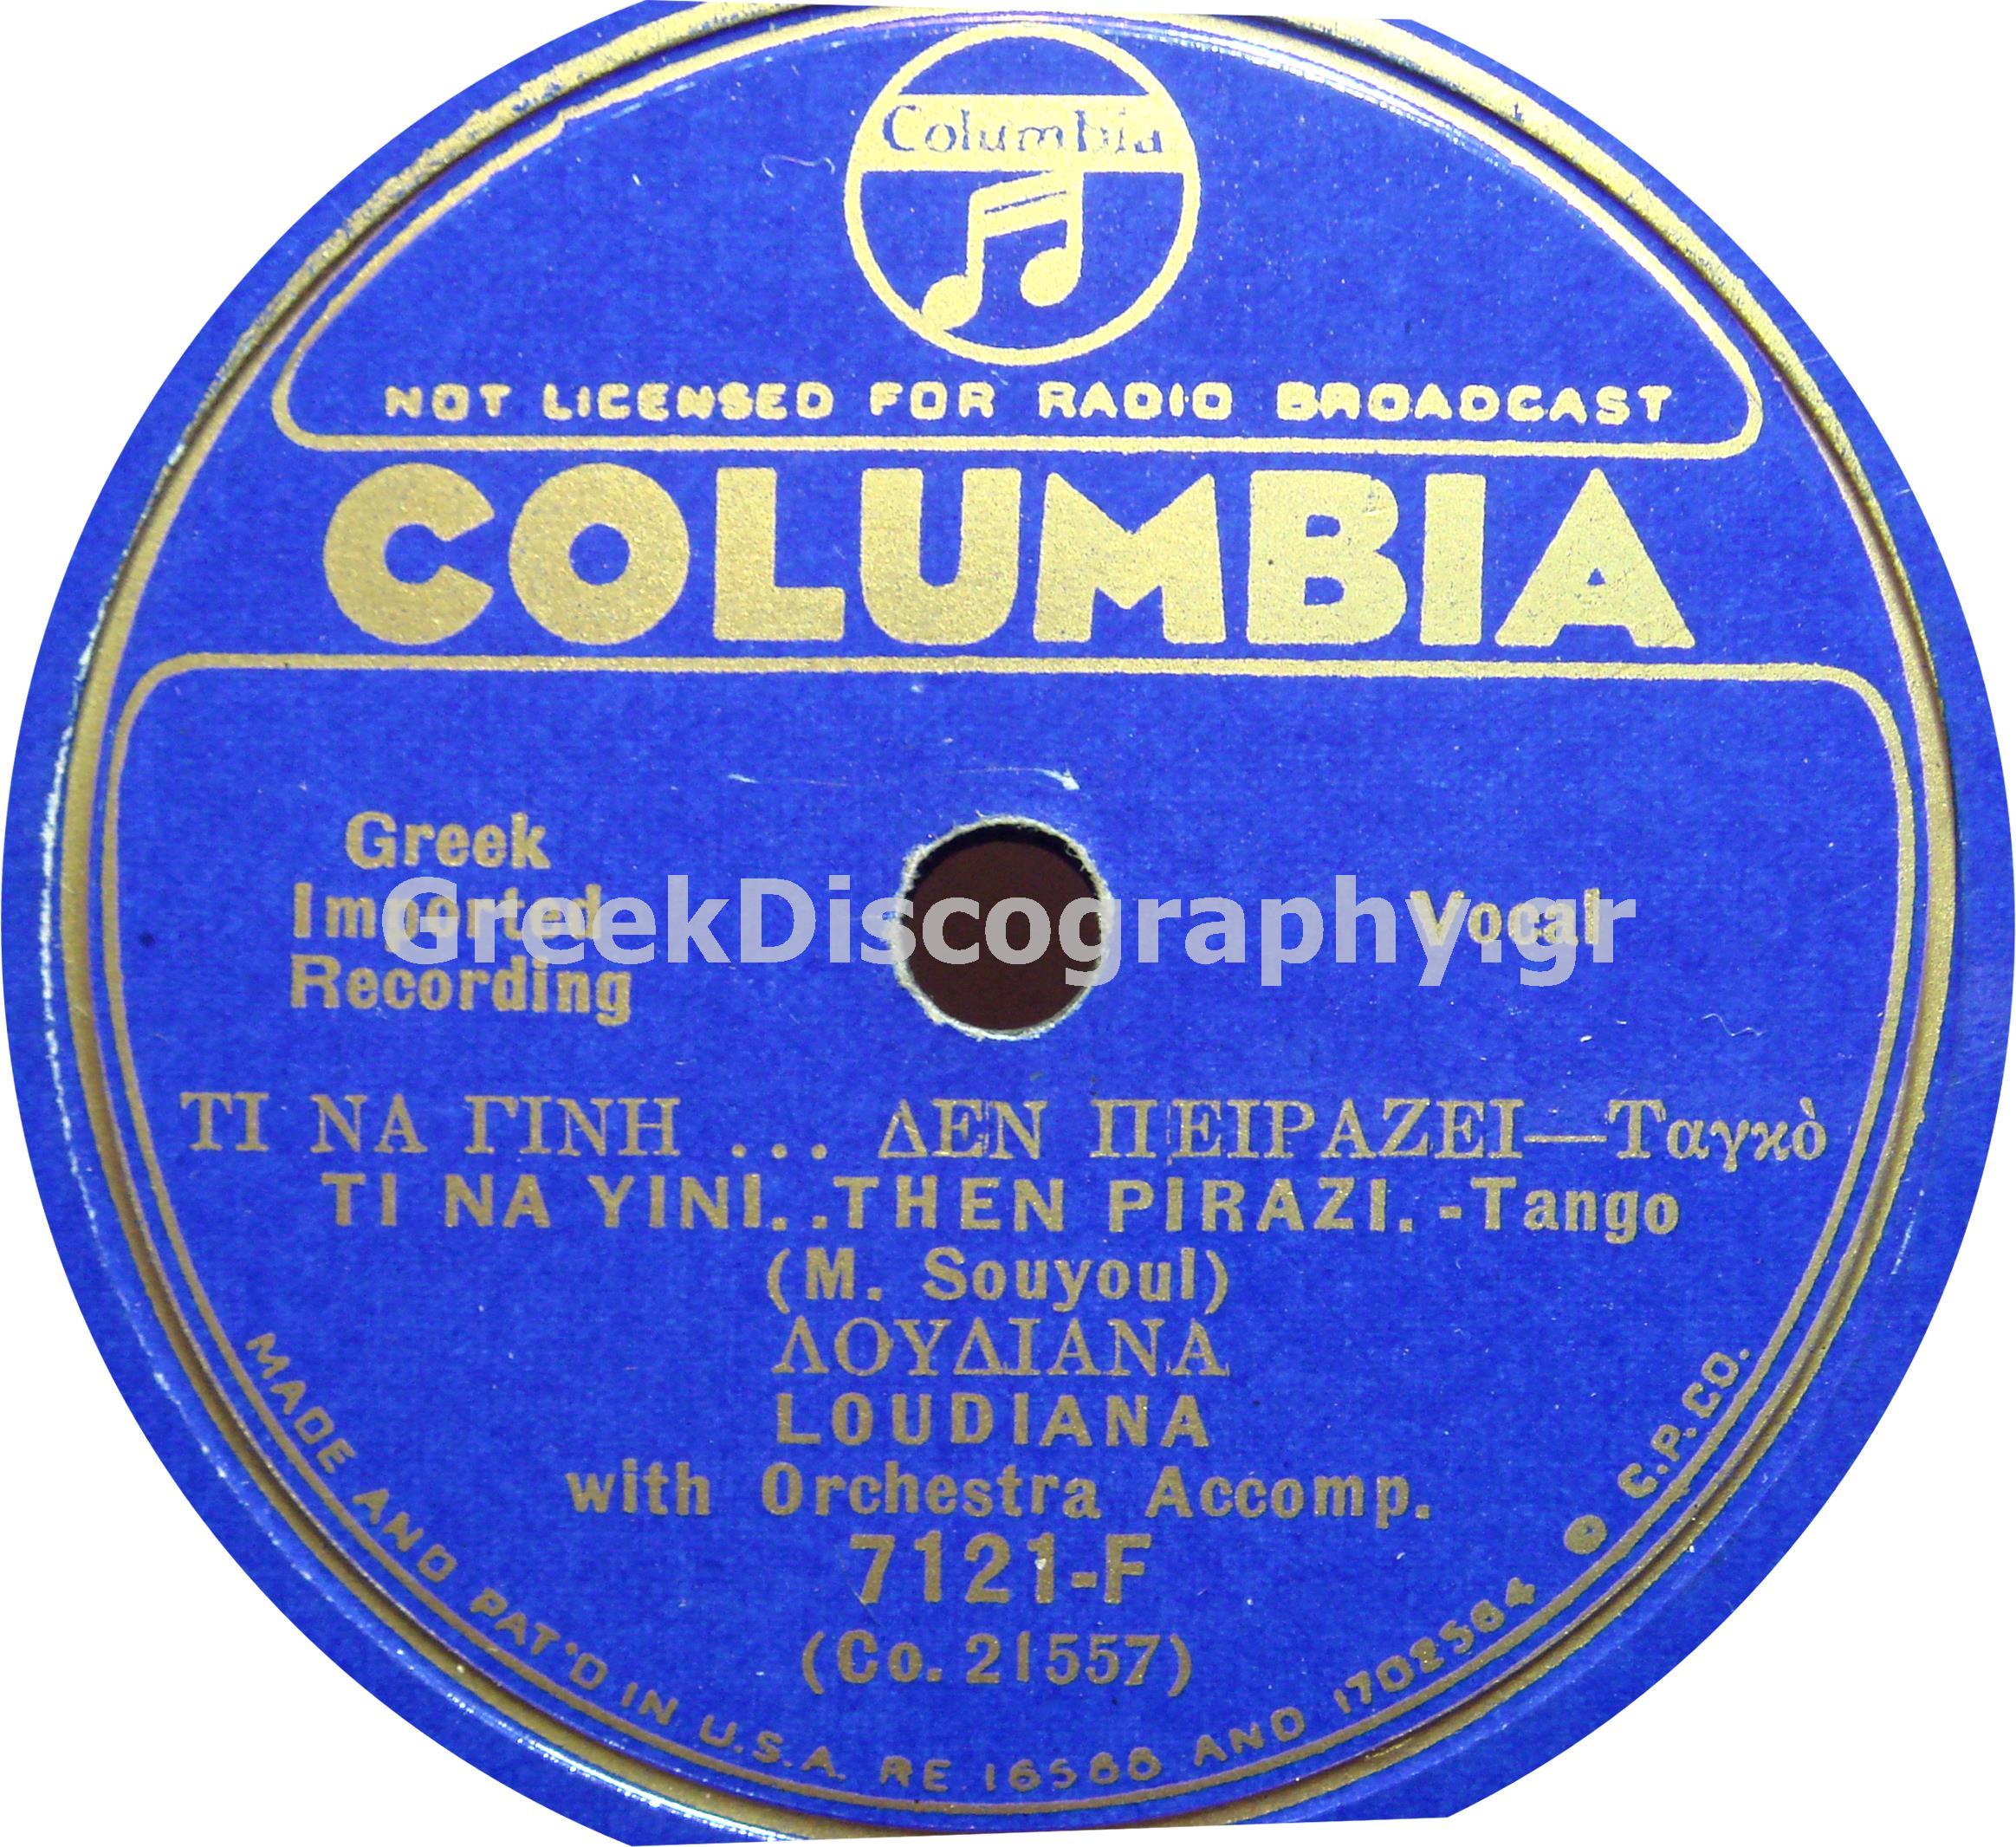 Columbia
NOT LICENSED FOR RADIO BROADCAST
COLUMBIA
Greek
Imported
Recording
Vocal
GreekDiscography.gr
ΤΙ ΝΑ ΓΙΝΗ ... ΔΕΝ ΠΕΙΡΑΖΕΙ—Ταγκὸ
TI NA YINI..THEN PIRAZI.-Tango
(M. Souyoul)
ΛΟΥΔΙΑΝΑ
LOUDIANA
with Orchestra Accomp.
7121-F
(Co. 21557)
MADE AND PAT'D IN U.S.A. RE. 16588 AND 1702564 ● C.P.CO.